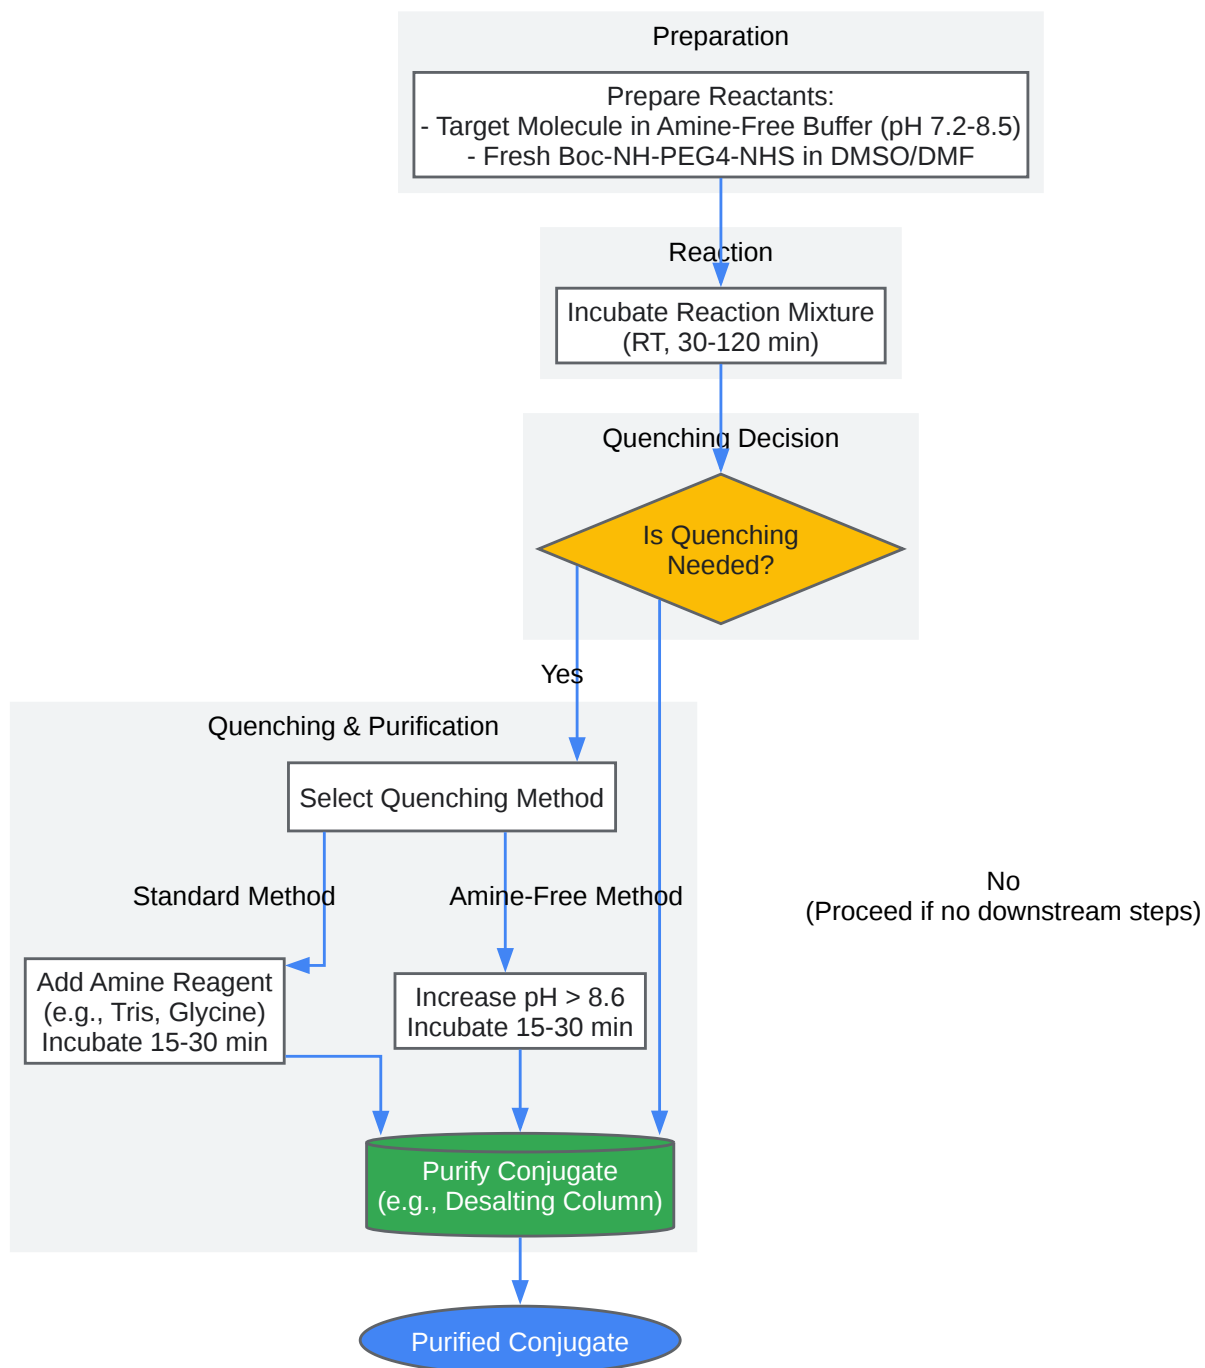 Preparation
Prepare Reactants:
- Target Molecule in Amine-Free Buffer (pH 7.2-8.5)
- Fresh Boc-NH-PEG4-NHS in DMSO/DMF
Reaction
Incubate Reaction Mixture
(RT, 30-120 min)
Quenching Decision
Is Quenching
Needed?
Yes
Quenching & Purification
Select Quenching Method
Standard Method
Amine-Free Method
No
(Proceed if no downstream steps)
Add Amine Reagent
(e.g., Tris, Glycine)
Incubate 15-30 min
Increase pH > 8.6
Incubate 15-30 min
Purify Conjugate
(e.g., Desalting Column)
Purified Conjugate